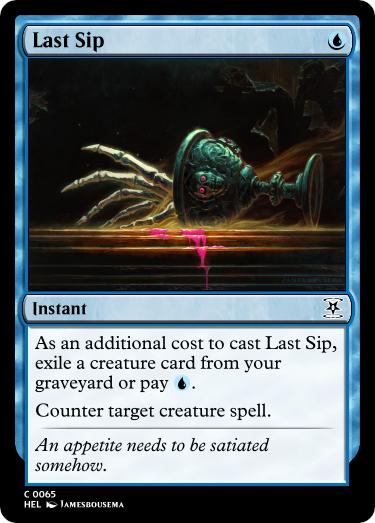 Last Sip
Instant
As an additional cost to cast Last Sip,
exile a creature card from your
graveyard or pay .
Counter target creature spell.
An appetite needs to be satiated
somehow.
C 0065
HEL JAMESBOUSEMA